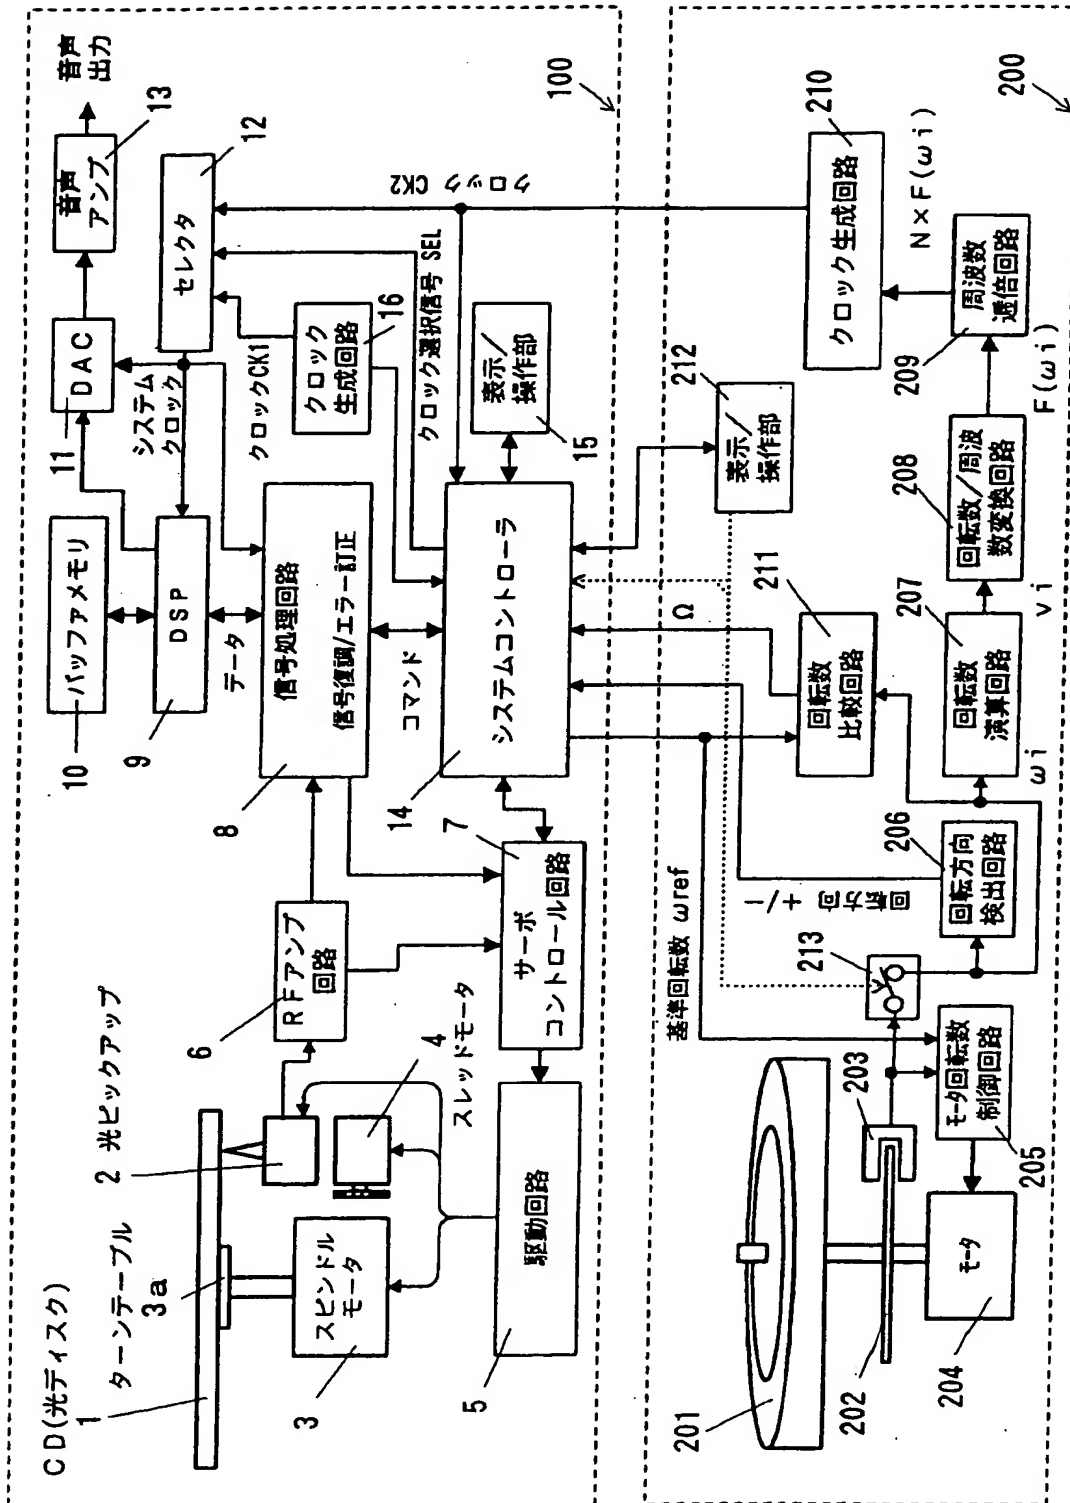 CD(光ディスク)
1
ターンテーブル
3a
2 光ピックアップ
スピンドル
モータ
3
4
スレッドモータ
駆動回路
5
RFアンプ
回路
6
サーボ
コントロール回路
7
信号処理回路
信号復調/エラー訂正
8
データ
コマンド
DSP
9
バッファメモリ
10
DAC
11
システム
クロック
音声
アンプ
13
音声
出力
セレクタ
12
クロックCK1
クロック
生成回路
16
クロック選択信号 SEL
クロック CK2
表示/
操作部
15
システムコントローラ
14
100
200
201
202
203
モータ
204
モータ回転数
制御回路
205
基準回転数 ωref
213
回転方向 +/-
回転方向
検出回路
206
ωi
回転数
演算回路
207
νi
回転数
比較回路
211
Ω
表示/
操作部
212
回転数/周波
数変換回路
208
F(ωi)
周波数
逓倍回路
209
N×F(ωi)
クロック生成回路
210